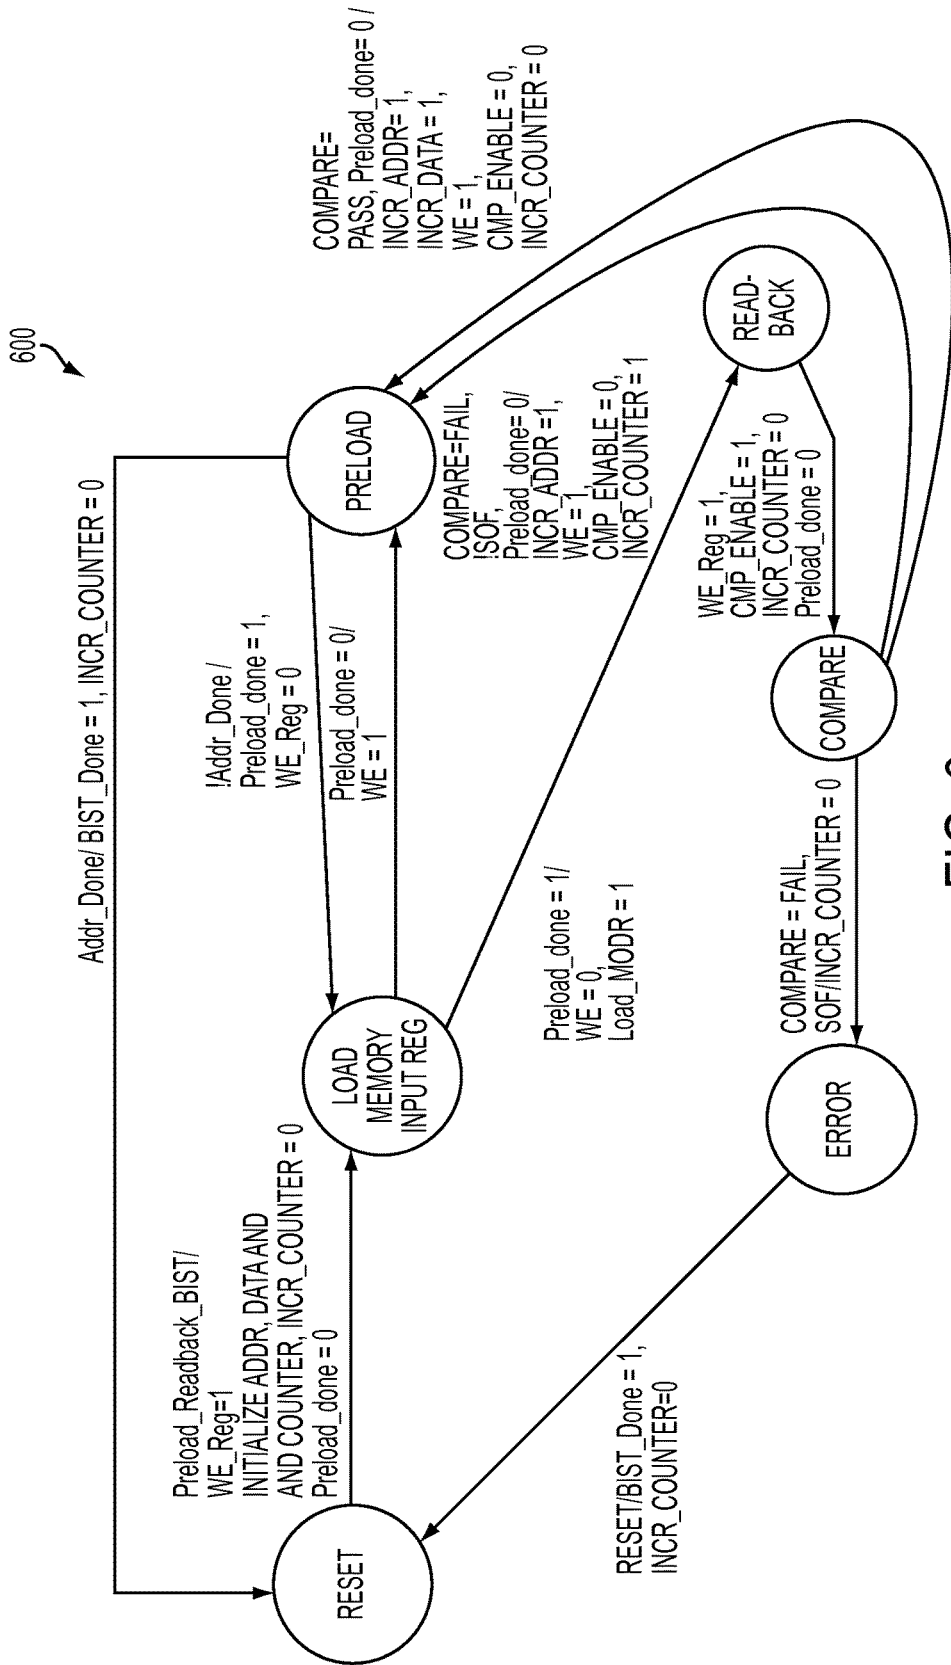 600
Addr_Done/ BIST_Done = 1, INCR_COUNTER = 0
COMPARE=
PASS, Preload_done= 0 /
INCR_ADDR= 1,
INCR_DATA = 1,
WE = 1,
CMP_ENABLE = 0,
INCR_COUNTER = 0
PRELOAD
!Addr_Done /
Preload_done = 1,
WE_Reg = 0
Preload_done = 0/
WE = 1
COMPARE=FAIL,
!SOF,
Preload_done= 0/
INCR_ADDR =1,
WE = 1,
CMP_ENABLE = 0,
INCR_COUNTER = 1
READ-
BACK
WE_Reg = 1,
CMP_ENABLE = 1,
INCR_COUNTER = 0
Preload_done = 0
COMPARE
LOAD
MEMORY
INPUT REG
Preload_done = 1/
WE = 0,
Load_MODR = 1
COMPARE = FAIL,
SOF/INCR_COUNTER = 0
ERROR
Preload_Readback_BIST/
WE_Reg=1
INITIALIZE ADDR, DATA AND
AND COUNTER, INCR_COUNTER = 0
Preload_done = 0
RESET
RESET/BIST_Done = 1,
INCR_COUNTER=0